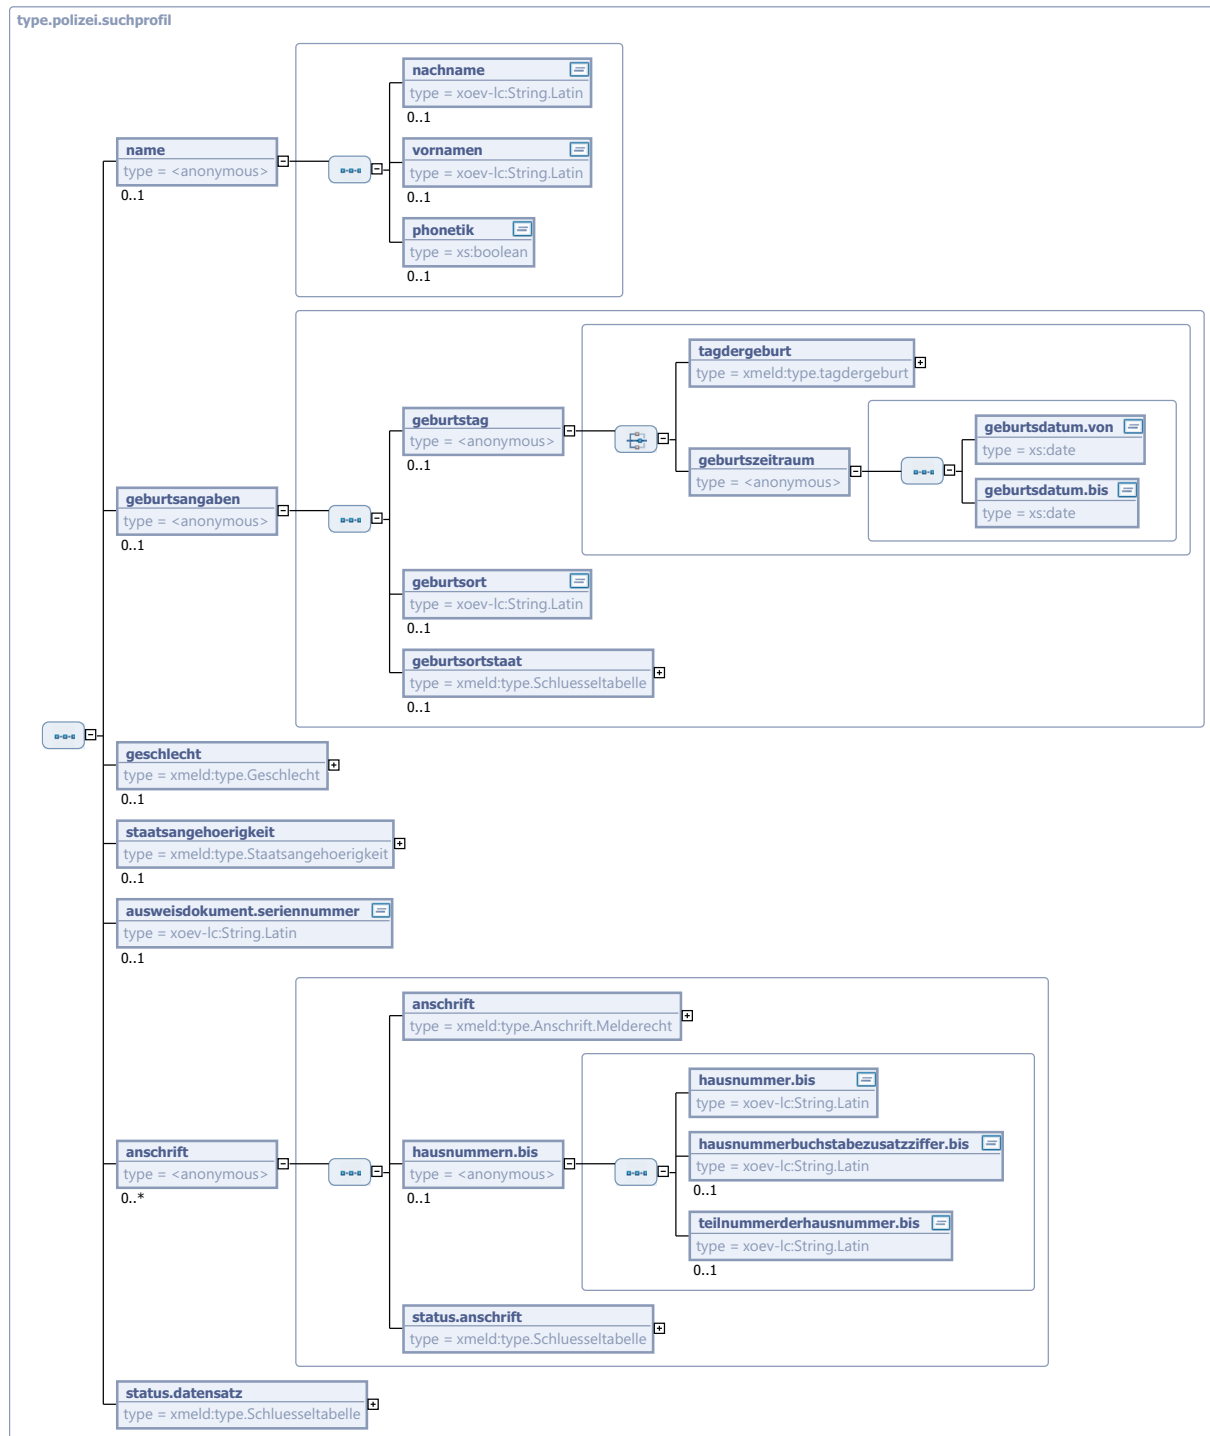 type.polizei.suchprofil
name
type = <anonymous>
0..1
nachname
type = xoev-lc:String.Latin
0..1
vornamen
type = xoev-lc:String.Latin
0..1
phonetik
type = xs:boolean
0..1
geburtsangaben
type = <anonymous>
0..1
geburtstag
type = <anonymous>
0..1
tagdergeburt
type = xmeld:type.tagdergeburt
geburtszeitraum
type = <anonymous>
geburtsdatum.von
type = xs:date
geburtsdatum.bis
type = xs:date
geburtsort
type = xoev-lc:String.Latin
0..1
geburtsortstaat
type = xmeld:type.Schluesseltabelle
0..1
geschlecht
type = xmeld:type.Geschlecht
0..1
staatsangehoerigkeit
type = xmeld:type.Staatsangehoerigkeit
0..1
ausweisdokument.seriennummer
type = xoev-lc:String.Latin
0..1
anschrift
type = <anonymous>
0..*
anschrift
type = xmeld:type.Anschrift.Melderecht
hausnummern.bis
type = <anonymous>
0..1
hausnummer.bis
type = xoev-lc:String.Latin
hausnummerbuchstabezusatzziffer.bis
type = xoev-lc:String.Latin
0..1
teilnummerderhausnummer.bis
type = xoev-lc:String.Latin
0..1
status.anschrift
type = xmeld:type.Schluesseltabelle
status.datensatz
type = xmeld:type.Schluesseltabelle